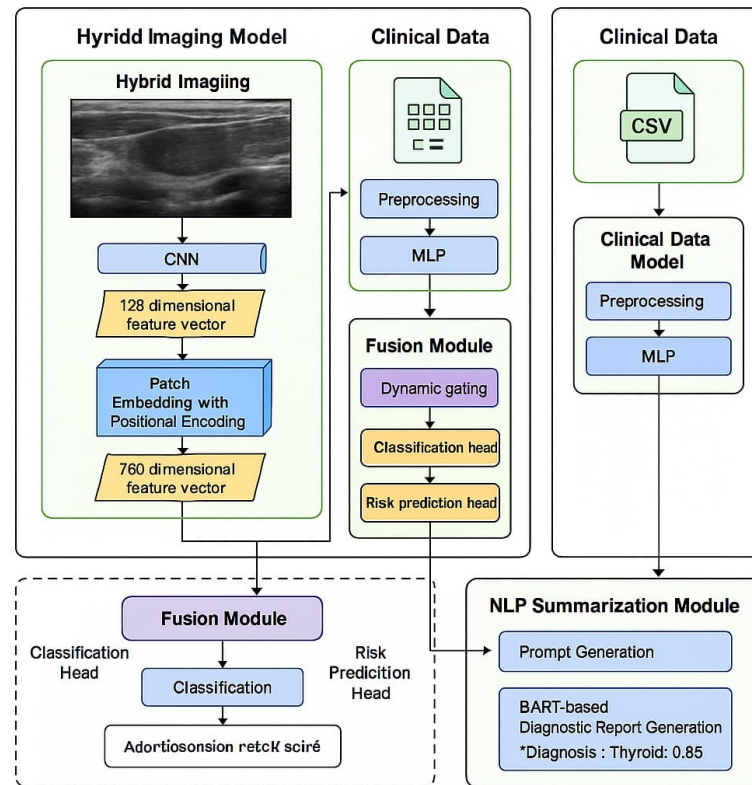 Hyridd Imaging Model
Hybrid Imagiing
CNN
128 dimensional
feature vector
Patch
Embedding with
Positional Encoding
760 dimensional
feature vector
Clinical Data
Preprocessing
MLP
Fusion Module
Dynamic gating
Classification head
Risk prediction head
Clinical Data
CSV
Clinical Data
Model
Preprocessing
MLP
Fusion Module
Classification
Head
Risk
Predicition
Head
Classification
Adortiosonsion retck sciré
NLP Summarization Module
Prompt Generation
BART-based
Diagnostic Report Generation
*Diagnosis : Thyroid: 0.85